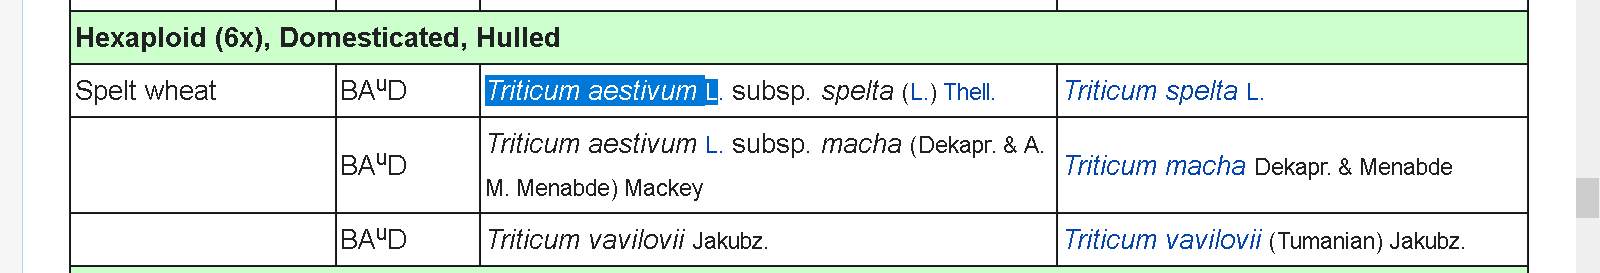 Hexaploid (6x), Domesticated, Hulled
Spelt wheat BAᵘD Triticum aestivum L. subsp. spelta (L.) Thell. Triticum spelta L.
BAᵘD Triticum aestivum L. subsp. macha (Dekapr. & A.
M. Menabde) Mackey Triticum macha Dekapr. & Menabde
BAᵘD Triticum vavilovii Jakubz. Triticum vavilovii (Tumanian) Jakubz.